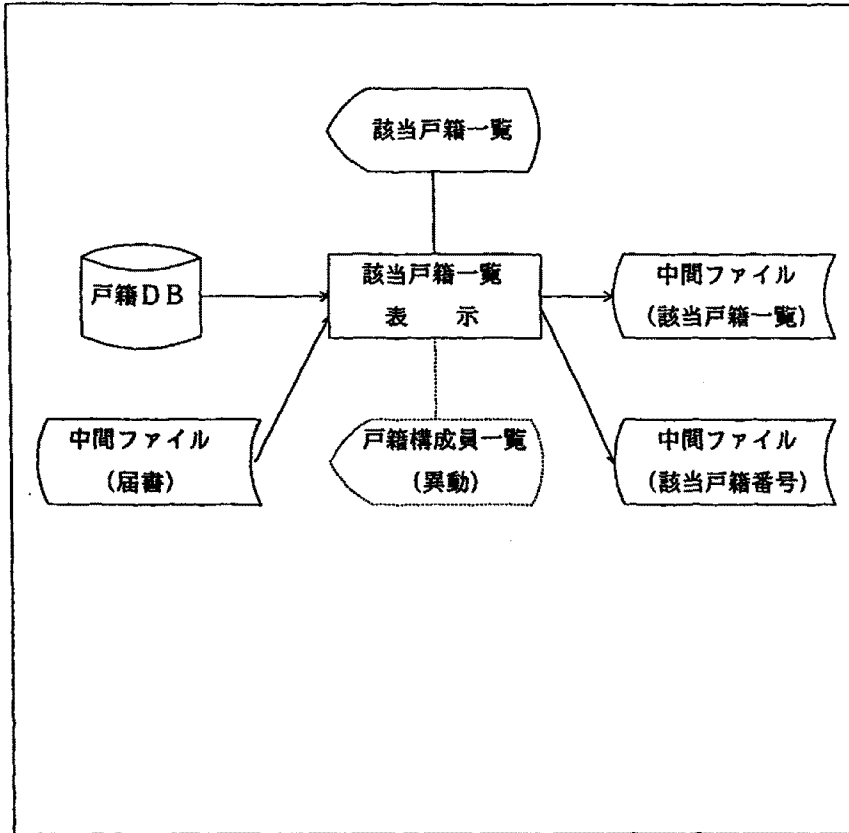 該当戸籍一覧
戸籍DB
該当戸籍一覧
表　示
中間ファイル
(該当戸籍一覧)
中間ファイル
(届書)
戸籍構成員一覧
(異動)
中間ファイル
(該当戸籍番号)